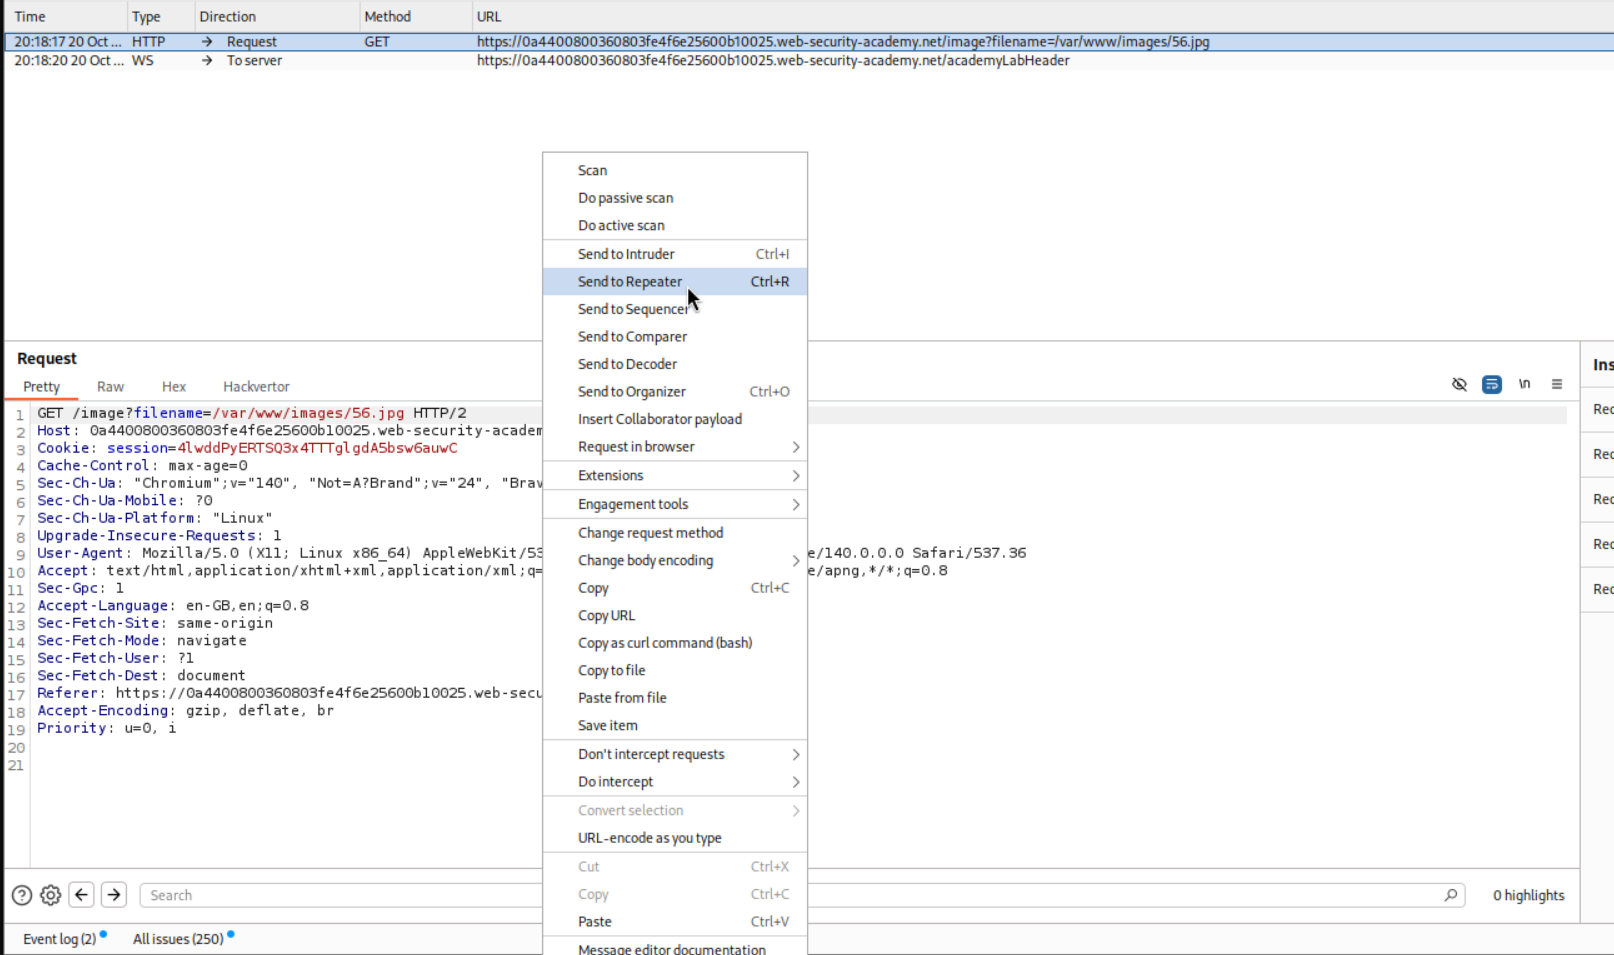 Time Type Direction Method URL
20:18:17 20 Oct ... HTTP → Request GET https://0a4400800360803fe4f6e25600b10025.web-security-academy.net/image?filename=/var/www/images/56.jpg
20:18:20 20 Oct ... WS → To server https://0a4400800360803fe4f6e25600b10025.web-security-academy.net/academyLabHeader
Scan
Do passive scan
Do active scan
Send to Intruder Ctrl+I
Send to Repeater Ctrl+R
Send to Sequencer
Send to Comparer
Send to Decoder
Send to Organizer Ctrl+O
Insert Collaborator payload
Request in browser
Extensions
Engagement tools
Change request method
Change body encoding
Copy Ctrl+C
Copy URL
Copy as curl command (bash)
Copy to file
Paste from file
Save item
Don't intercept requests
Do intercept
Convert selection
URL-encode as you type
Cut Ctrl+X
Copy Ctrl+C
Paste Ctrl+V
Message editor documentation
Request
Pretty Raw Hex Hackvertor \n
1 GET /image?filename=/var/www/images/56.jpg HTTP/2
2 Host: 0a4400800360803fe4f6e25600b10025.web-security-academ
3 Cookie: session=4lwddPyERTSQ3x4TTTglgdA5bsw6auwC
4 Cache-Control: max-age=0
5 Sec-Ch-Ua: "Chromium";v="140", "Not=A?Brand";v="24", "Brav
6 Sec-Ch-Ua-Mobile: ?0
7 Sec-Ch-Ua-Platform: "Linux"
8 Upgrade-Insecure-Requests: 1
9 User-Agent: Mozilla/5.0 (X11; Linux x86_64) AppleWebKit/53 e/140.0.0.0 Safari/537.36
10 Accept: text/html,application/xhtml+xml,application/xml;q= e/apng,*/*;q=0.8
11 Sec-Gpc: 1
12 Accept-Language: en-GB,en;q=0.8
13 Sec-Fetch-Site: same-origin
14 Sec-Fetch-Mode: navigate
15 Sec-Fetch-User: ?1
16 Sec-Fetch-Dest: document
17 Referer: https://0a4400800360803fe4f6e25600b10025.web-secu
18 Accept-Encoding: gzip, deflate, br
19 Priority: u=0, i
20
21
Ins
Rec
Rec
Rec
Rec
Rec
Search 0 highlights
Event log (2) All issues (250)